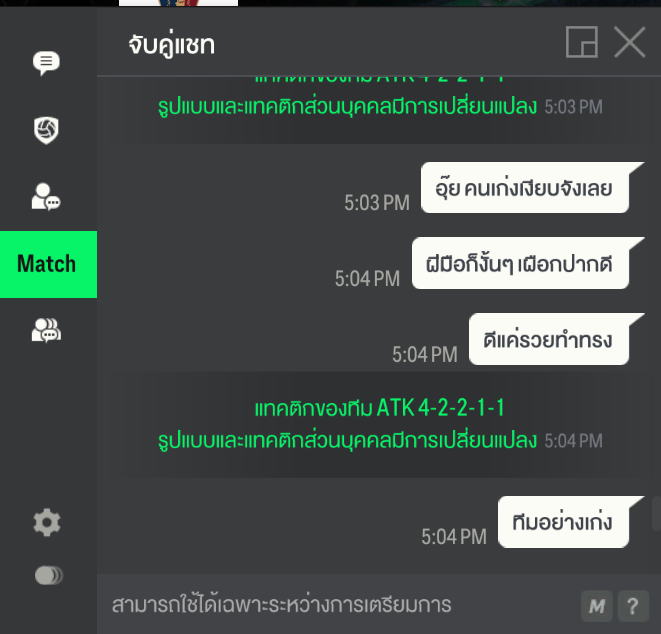 จับคู่แชท
แทคติกของทีม ATK 4-2-2-1-1
รูปแบบและแทคติกส่วนบุคคลมีการเปลี่ยนแปลง 5:03 PM
5:03 PM อุ๊ย คนเก่งเงียบจังเลย
Match
5:04 PM ฝีมือก็งั้นๆ เผือกปากดี
5:04 PM ดีแค่รวยทำทรง
แทคติกของทีม ATK 4-2-2-1-1
รูปแบบและแทคติกส่วนบุคคลมีการเปลี่ยนแปลง 5:04 PM
5:04 PM ทีมอย่างเก่ง
สามารถใช้ได้เฉพาะระหว่างการเตรียมการ M ?